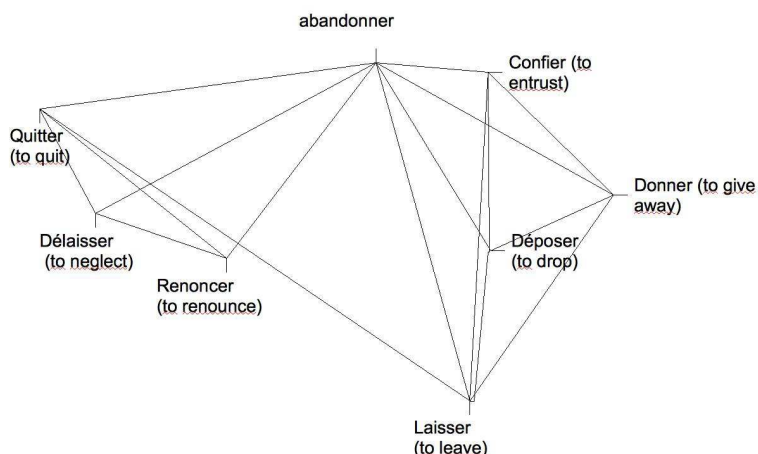 abandonner
Confier (to
entrust)
Quitter
(to quit)
Donner (to give
away)
Délaisser
(to neglect)
Déposer
(to drop)
Renoncer
(to renounce)
Laisser
(to leave)